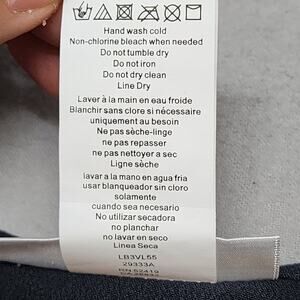 Hand wash cold
Non-chlorine bleach when needed
Do not tumble dry
Do not iron
Do not dry clean
Line Dry
Laver à la main en eau froide
Blanchir sans clore si nécessaire
uniquement au besoin
Ne pas sèche-linge
ne pas repasser
ne pas nettoyer a sec
Ligne sèche
lavar a la mano en agua fria
usar blanqueador sin cloro
solamente
cuando sea necesario
No utilizar secadora
no planchar
no lavar en seco
Linea Seca
LB3VL55
29333A
RN 52419